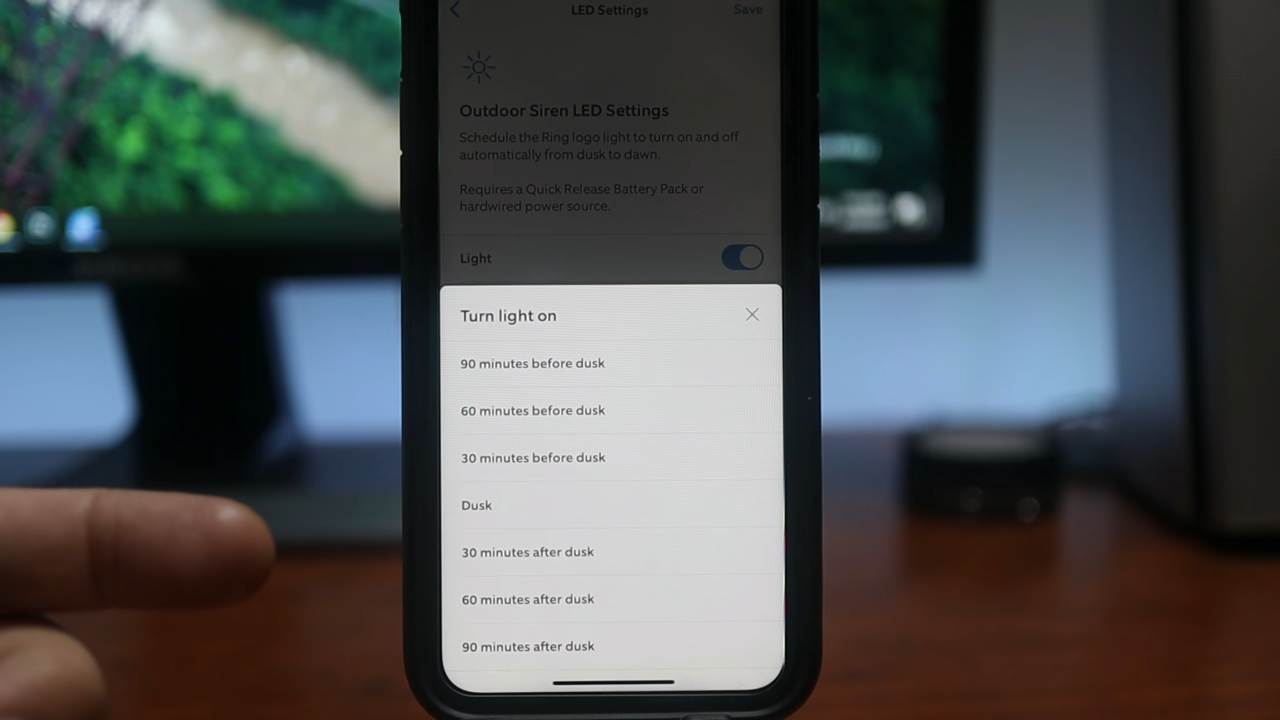 LED Settings
Save
Outdoor Siren LED Settings
Schedule the Ring logo light to turn on and off
automatically from dusk to dawn.
Requires a Quick Release Battery Pack or
hardwired power source.
Light
Turn light on
90 minutes before dusk
60 minutes before dusk
30 minutes before dusk
Dusk
30 minutes after dusk
60 minutes after dusk
90 minutes after dusk